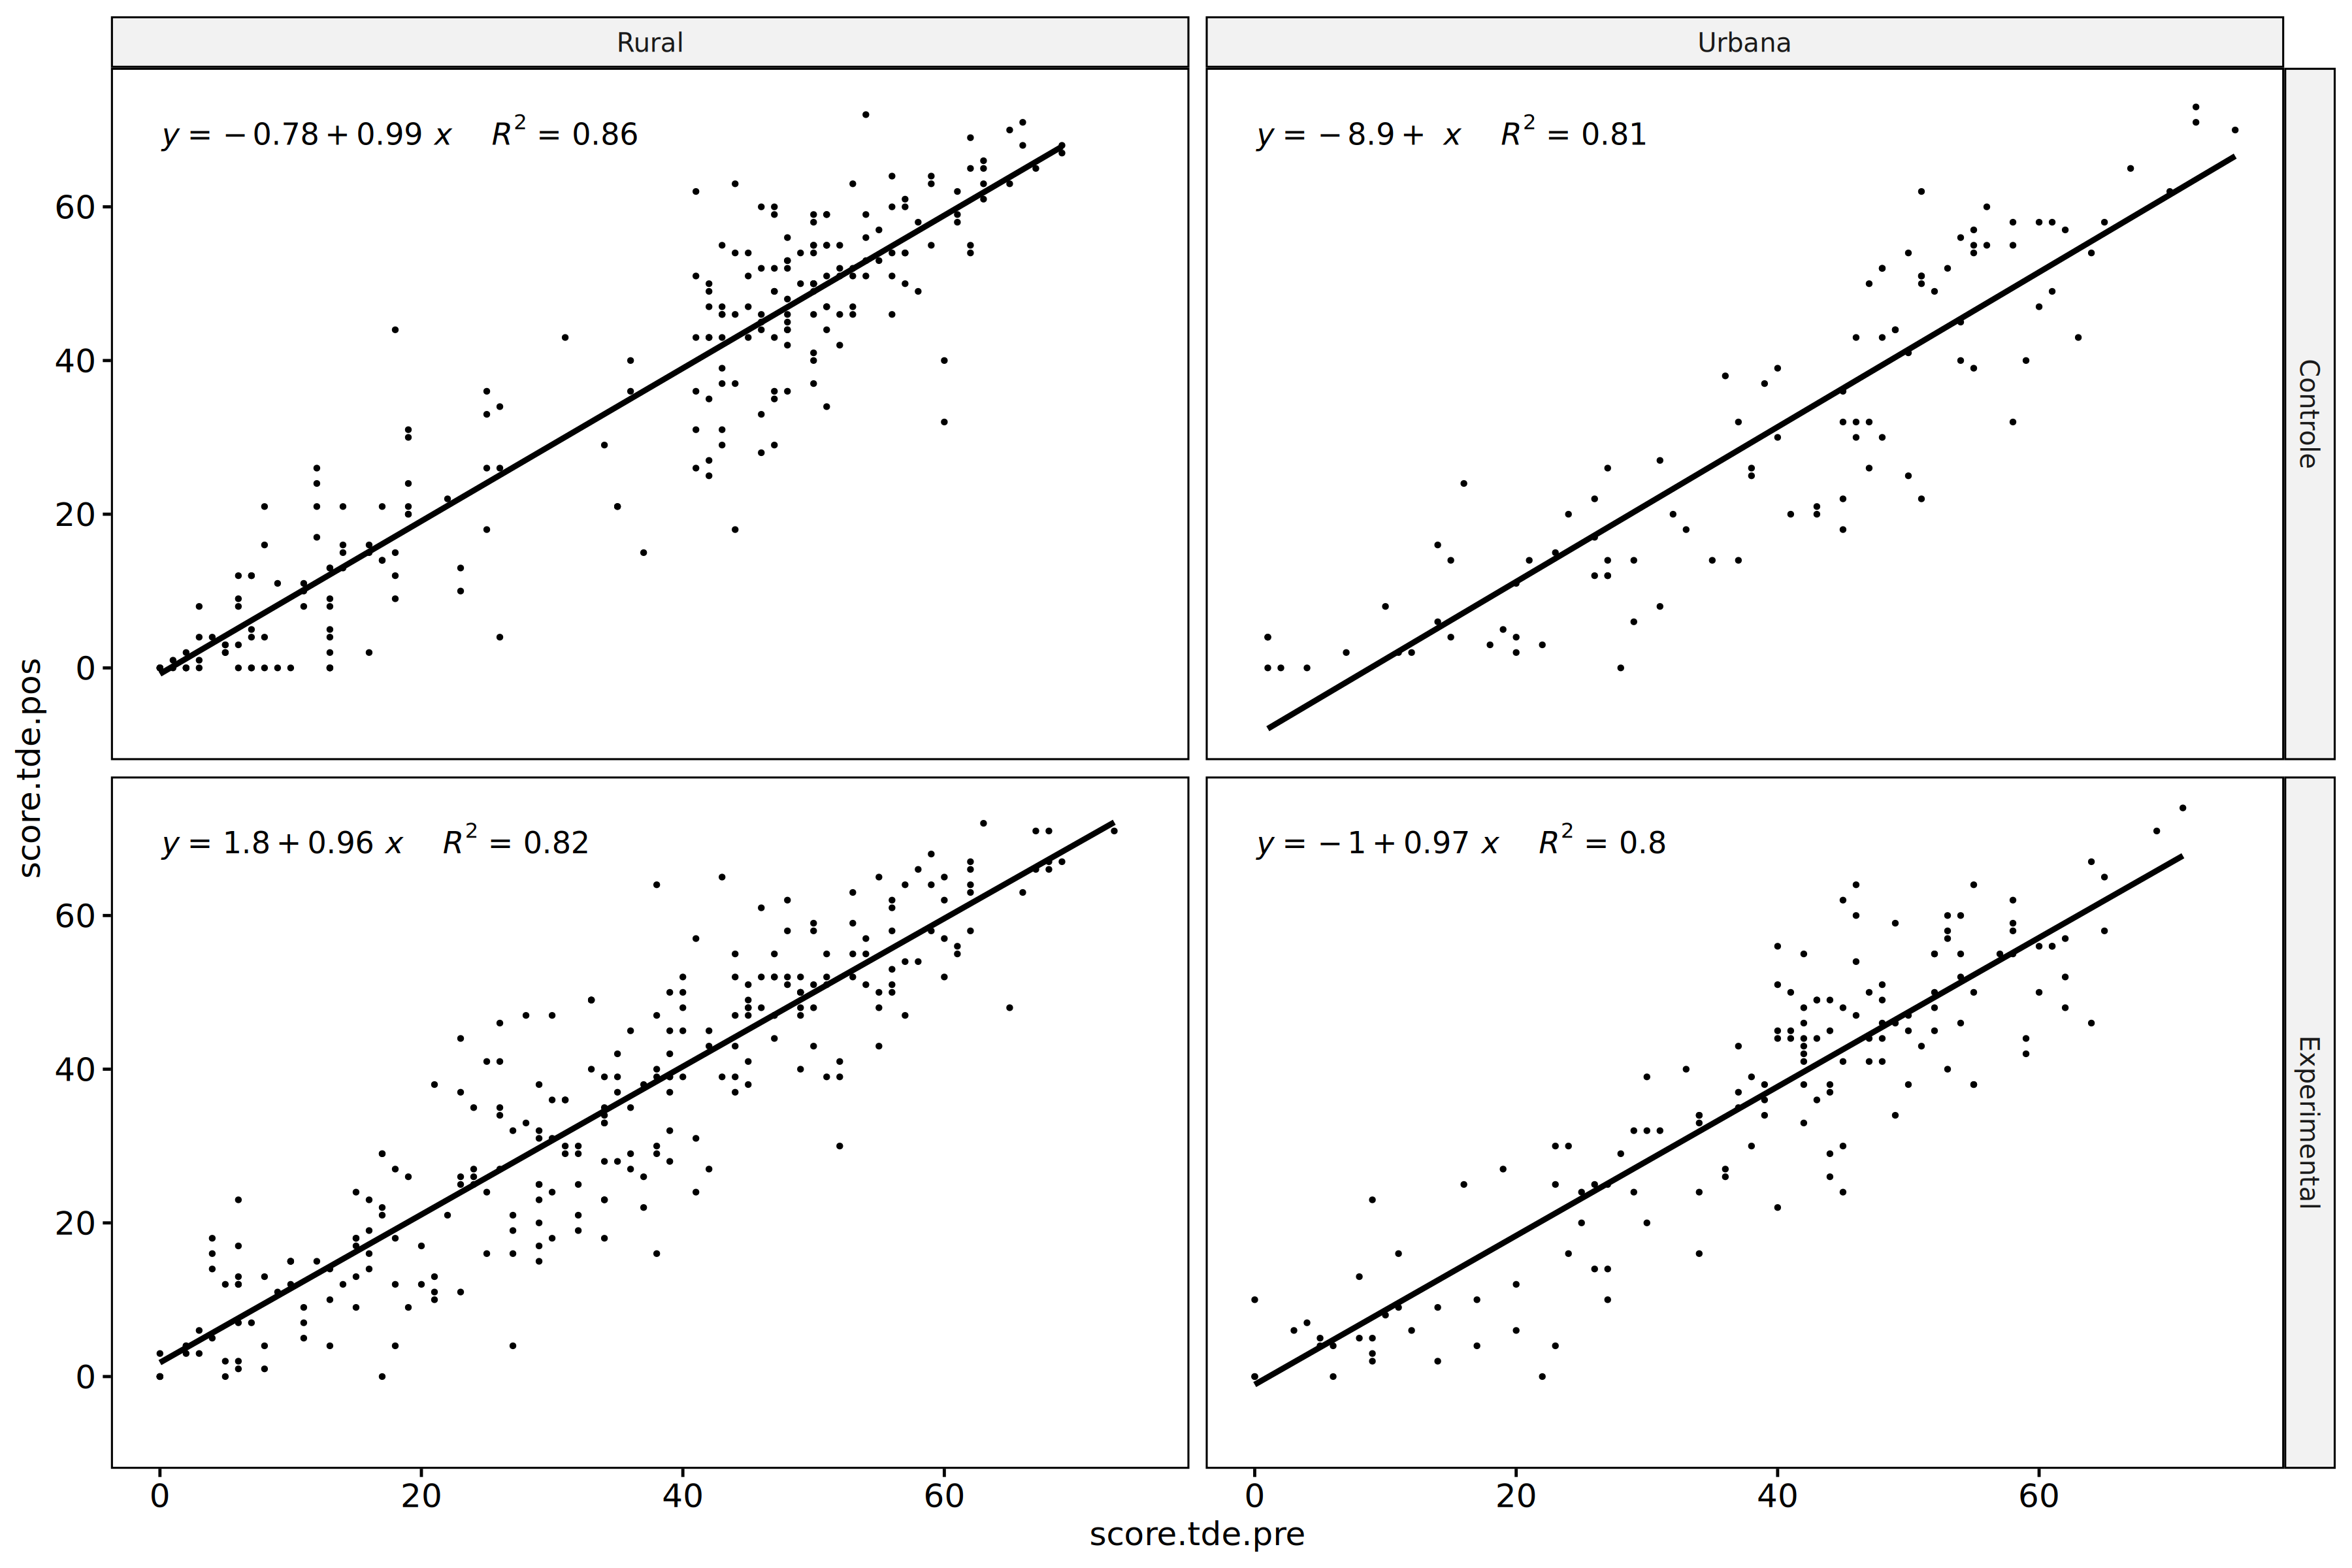 Rural
Urbana
y = −0.78 + 0.99 x R² = 0.86
y = −8.9 + x R² = 0.81
60
40
20
0
Controle
score.tde.pos
y = 1.8 + 0.96 x R² = 0.82
y = −1 + 0.97 x R² = 0.8
60
40
20
0
Experimental
0 20 40 60
0 20 40 60
score.tde.pre